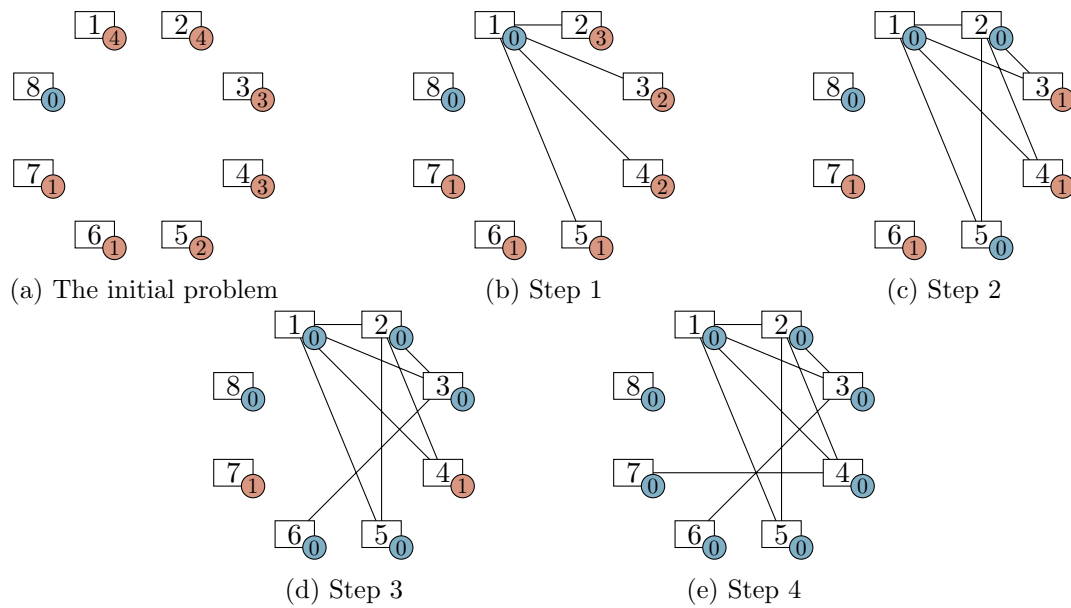 1 4 2 4
8 0 3 3
7 1 4 3
6 1 5 2
(a) The initial problem
1 0 2 3
8 0 3 2
7 1 4 2
6 1 5 1
(b) Step 1
1 0 2 0
8 0 3 1
7 1 4 1
6 1 5 0
(c) Step 2
1 0 2 0
8 0 3 0
7 1 4 1
6 0 5 0
(d) Step 3
1 0 2 0
8 0 3 0
7 0 4 0
6 0 5 0
(e) Step 4